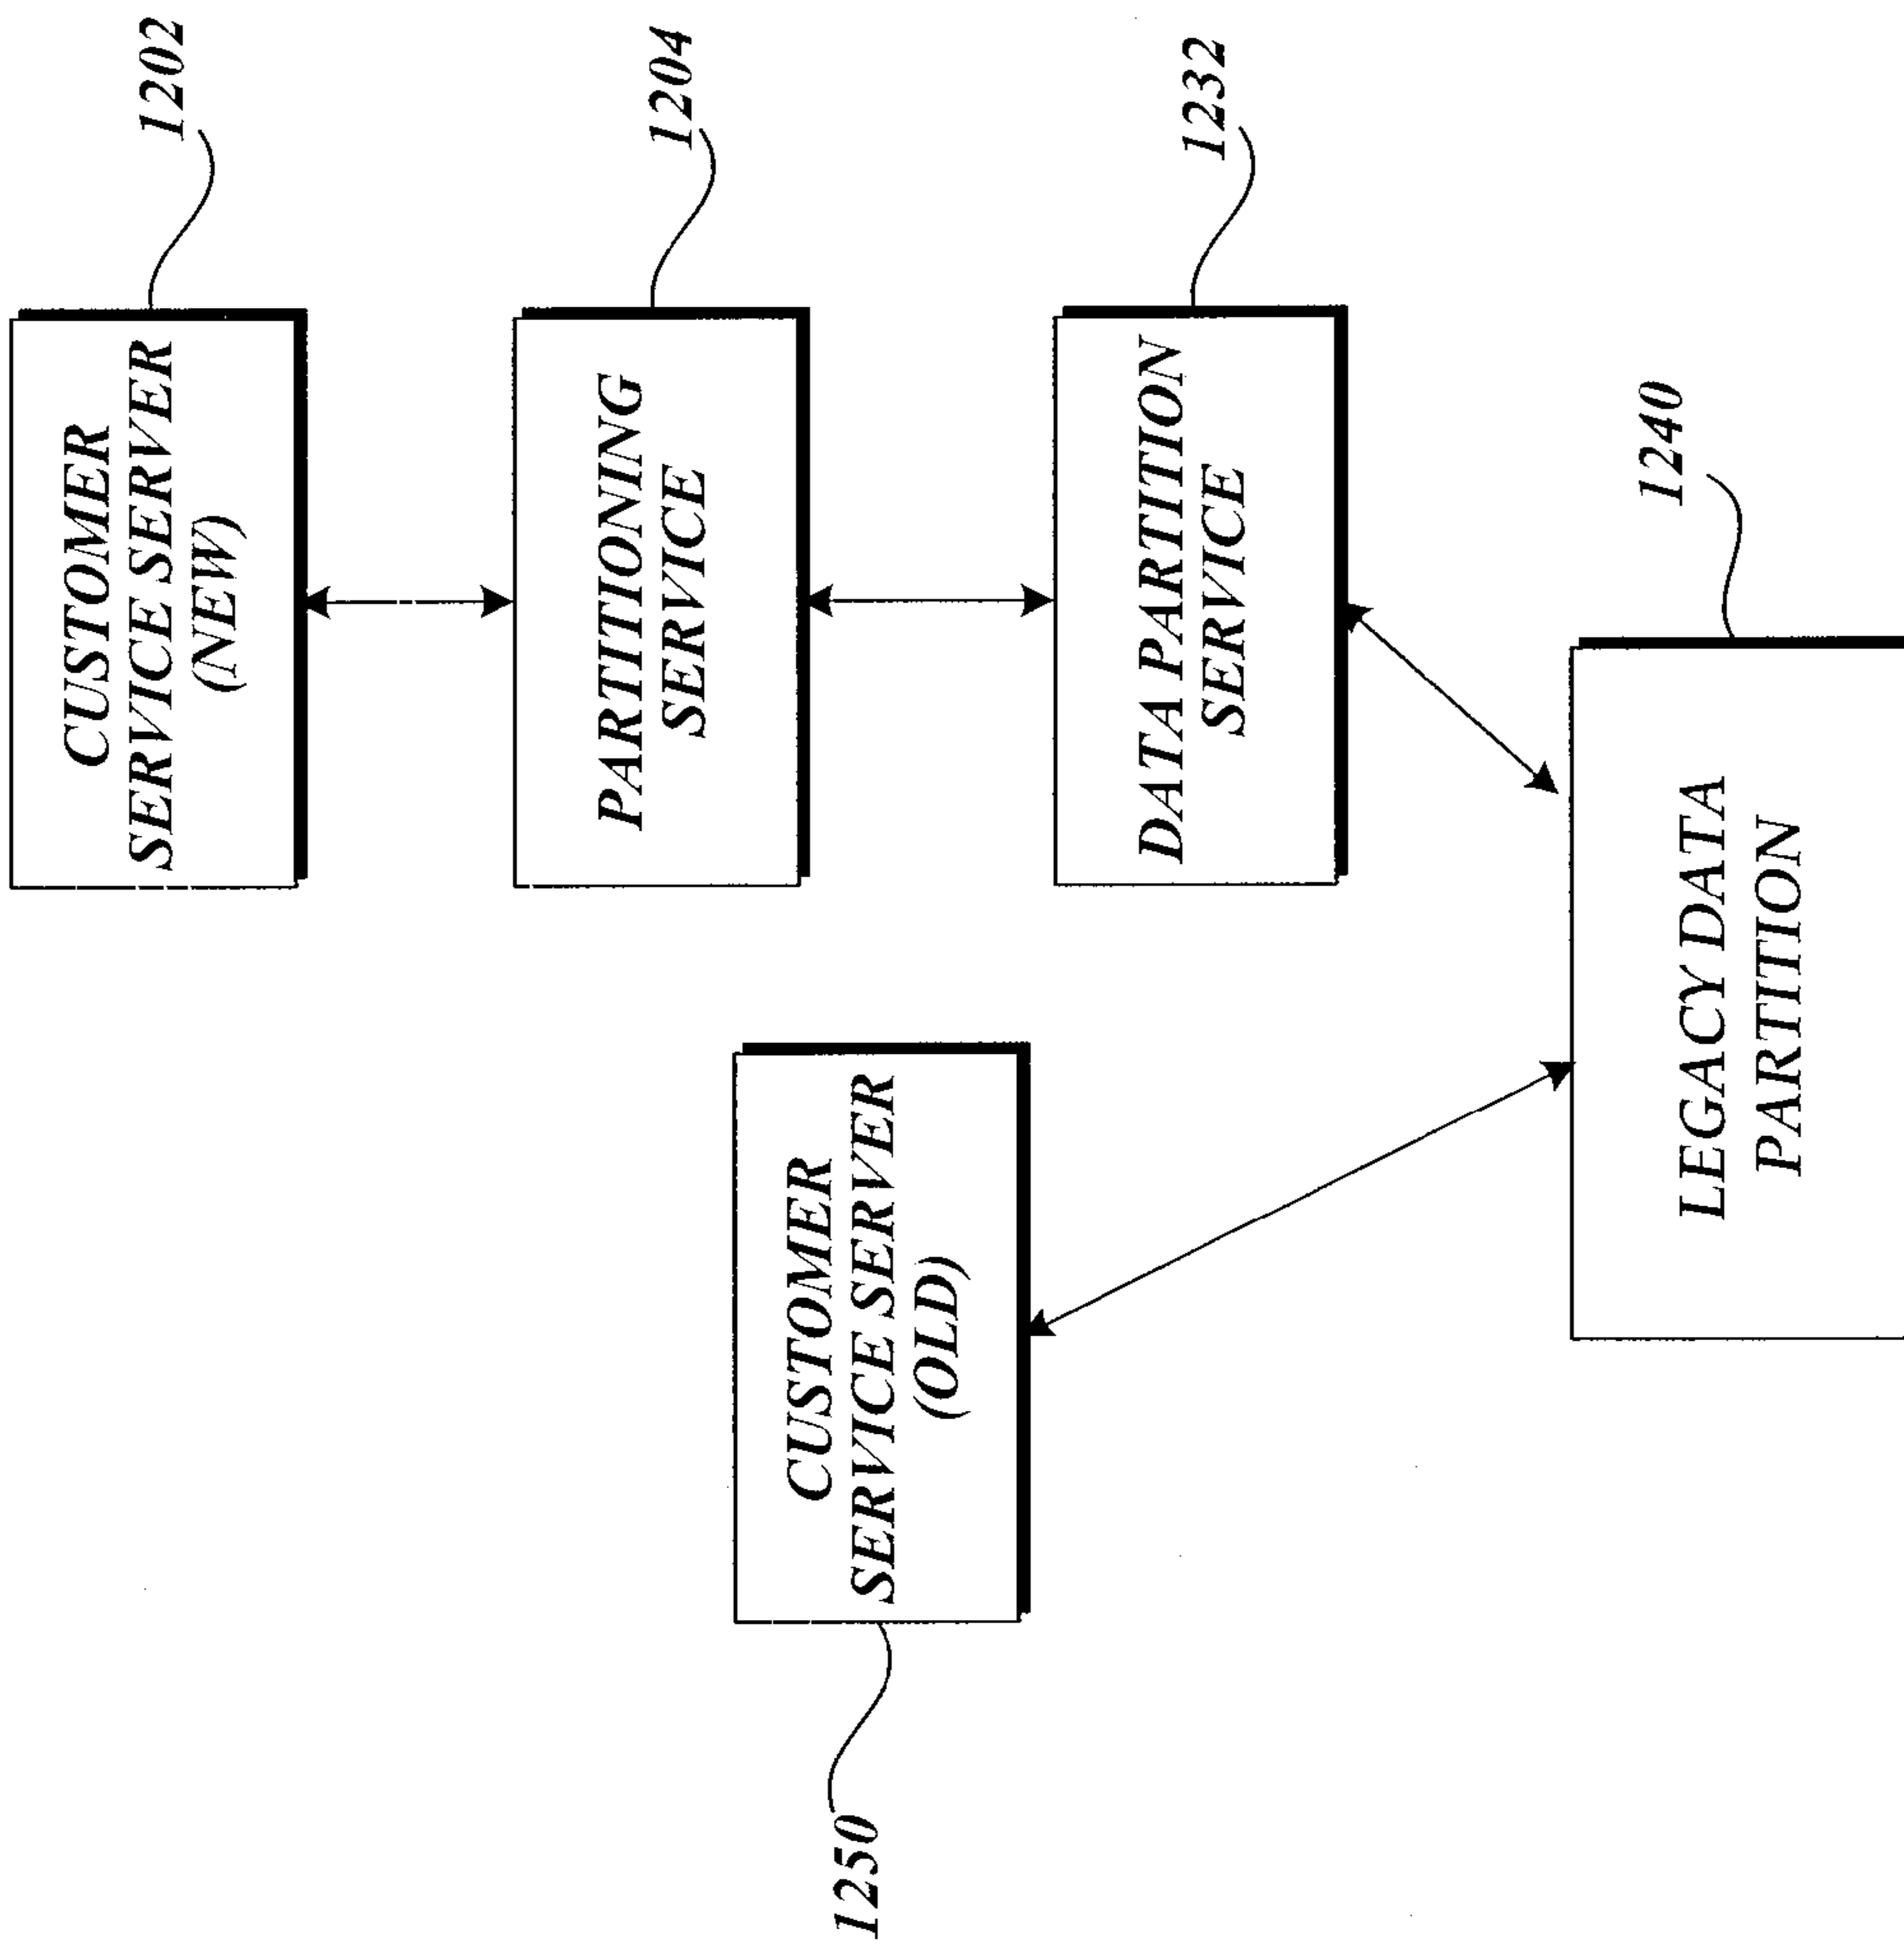 1202
CUSTOMER
SERVICE SERVER
(NEW)
1204
PARTITIONING
SERVICE
1232
DATA PARTITION
SERVICE
1250
CUSTOMER
SERVICE SERVER
(OLD)
1240
LEGACY DATA
PARTITION